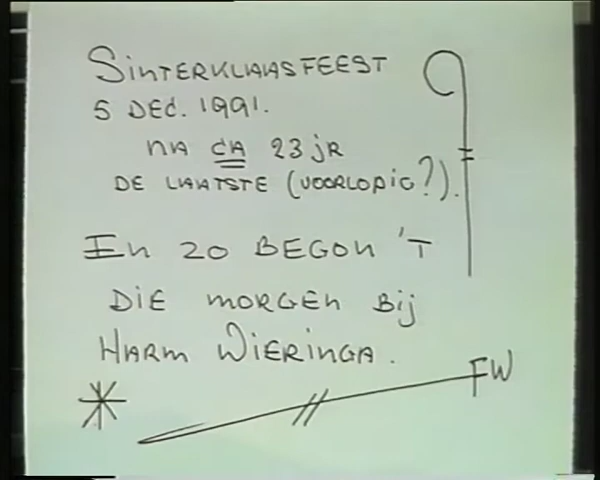 SINTERKLAASFEEST
5 DEC. 1991.
NA CA 23 JR
DE LAATSTE (VOORLOPIG?).
EN ZO BEGON 'T
DIE MORGEN BIJ
HARM WIERINGA.
FW